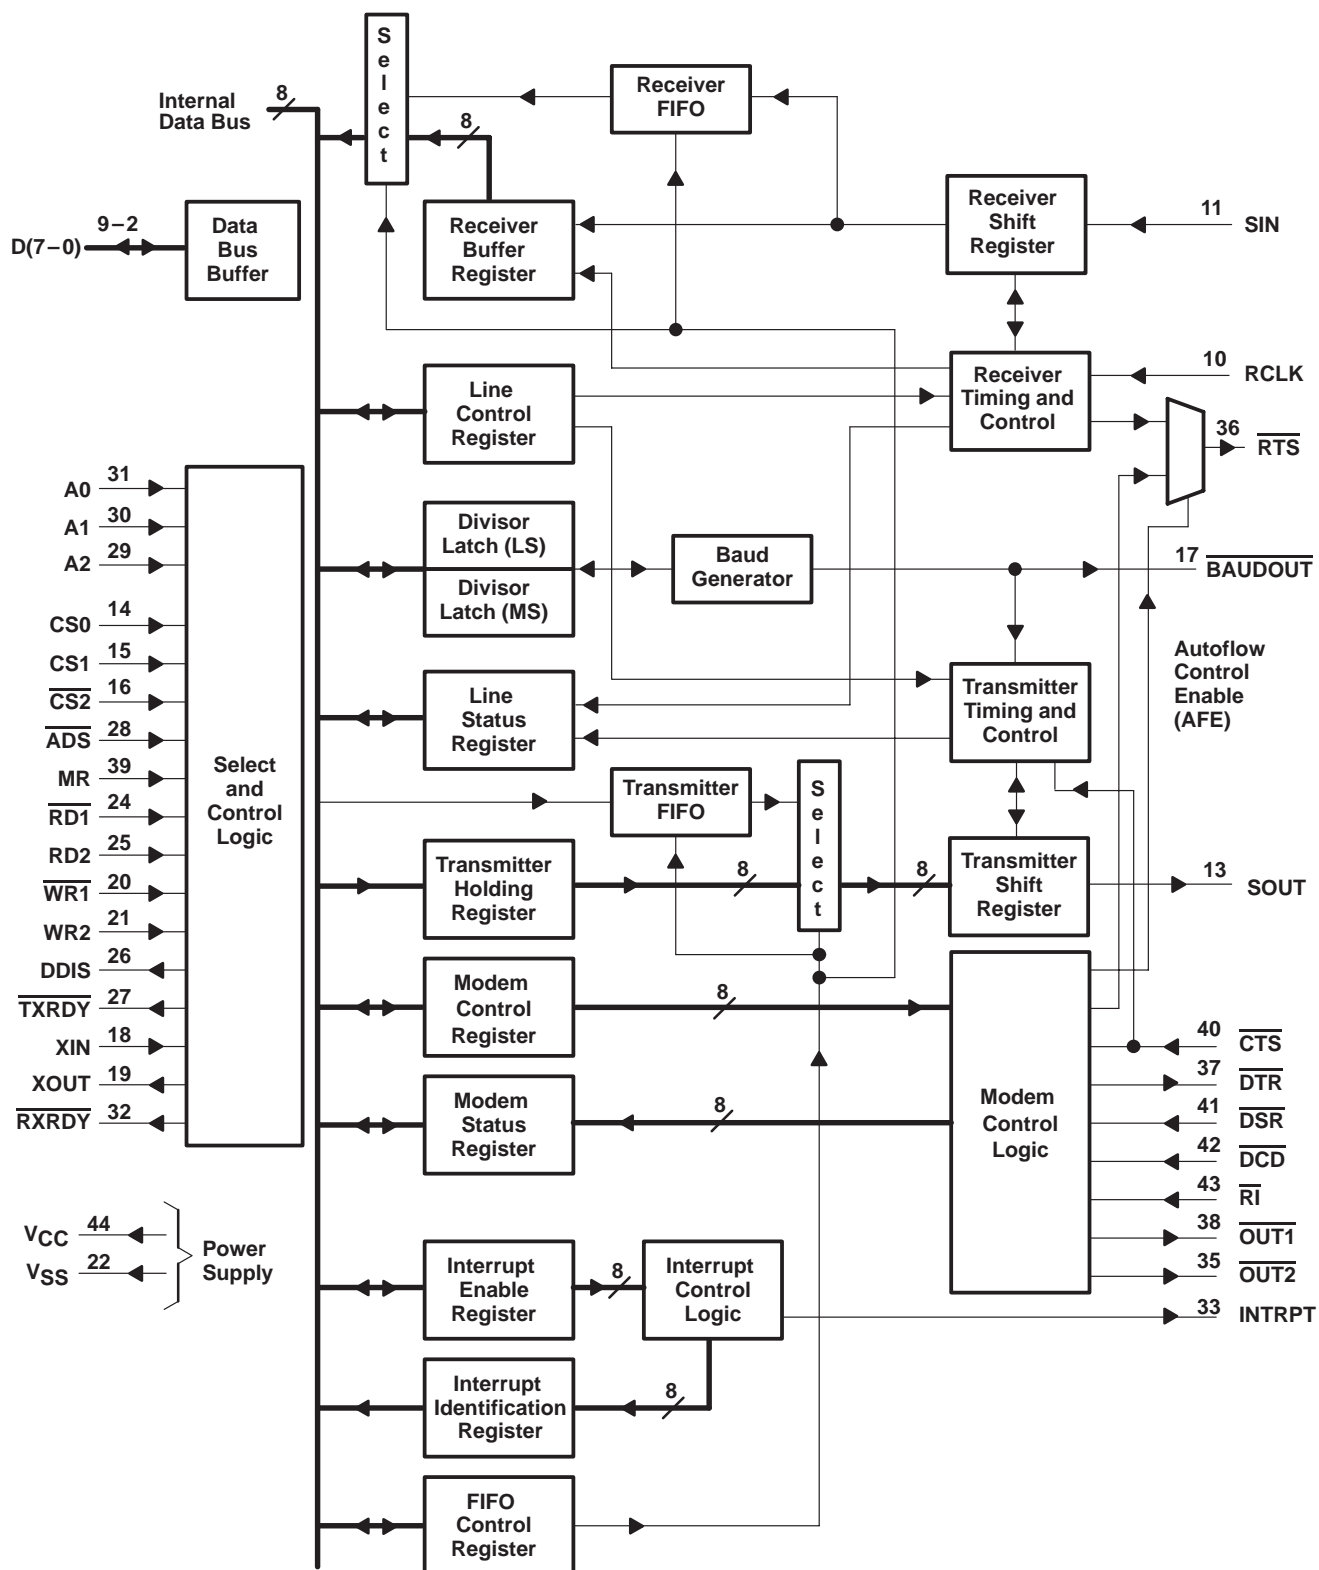 S
e
l
e
c
t
Internal
Data Bus
8
8
Receiver
FIFO
D(7–0)
9–2
Data
Bus
Buffer
Receiver
Buffer
Register
Receiver
Shift
Register
11
SIN
Line
Control
Register
Receiver
Timing and
Control
10
RCLK
36
RTS
A0
31
A1
30
A2
29
CS0
14
CS1
15
CS2
16
ADS
28
MR
39
RD1
24
RD2
25
WR1
20
WR2
21
DDIS
26
TXRDY
27
XIN
18
XOUT
19
RXRDY
32
Select
and
Control
Logic
Divisor
Latch (LS)
Divisor
Latch (MS)
Baud
Generator
17
BAUDOUT
Autoflow
Control
Enable
(AFE)
Line
Status
Register
Transmitter
Timing and
Control
Transmitter
FIFO
S
e
l
e
c
t
Transmitter
Holding
Register
8
8
Transmitter
Shift
Register
13
SOUT
Modem
Control
Register
8
Modem
Status
Register
8
Modem
Control
Logic
40
CTS
37
DTR
41
DSR
42
DCD
43
RI
38
OUT1
35
OUT2
33
INTRPT
VCC
44
VSS
22
Power
Supply
Interrupt
Enable
Register
8
Interrupt
Control
Logic
Interrupt
Identification
Register
8
FIFO
Control
Register